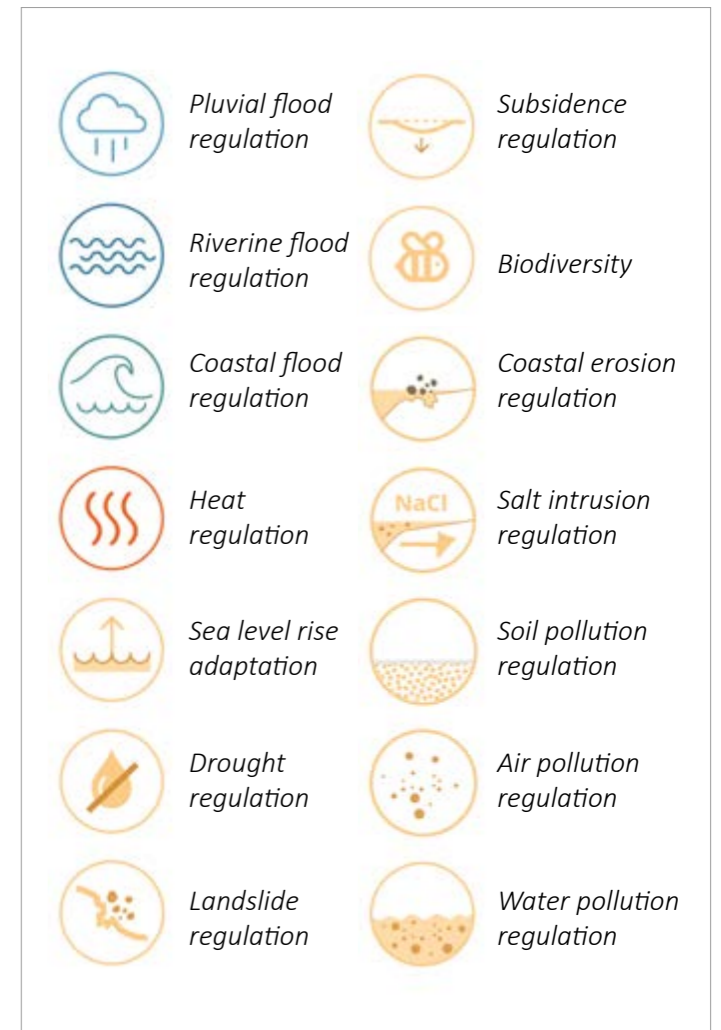 Pluvial flood
regulation
Subsidence
regulation
Riverine flood
regulation
Biodiversity
Coastal flood
regulation
Coastal erosion
regulation
Heat
regulation
NaCl
Salt intrusion
regulation
Sea level rise
adaptation
Soil pollution
regulation
Drought
regulation
Air pollution
regulation
Landslide
regulation
Water pollution
regulation